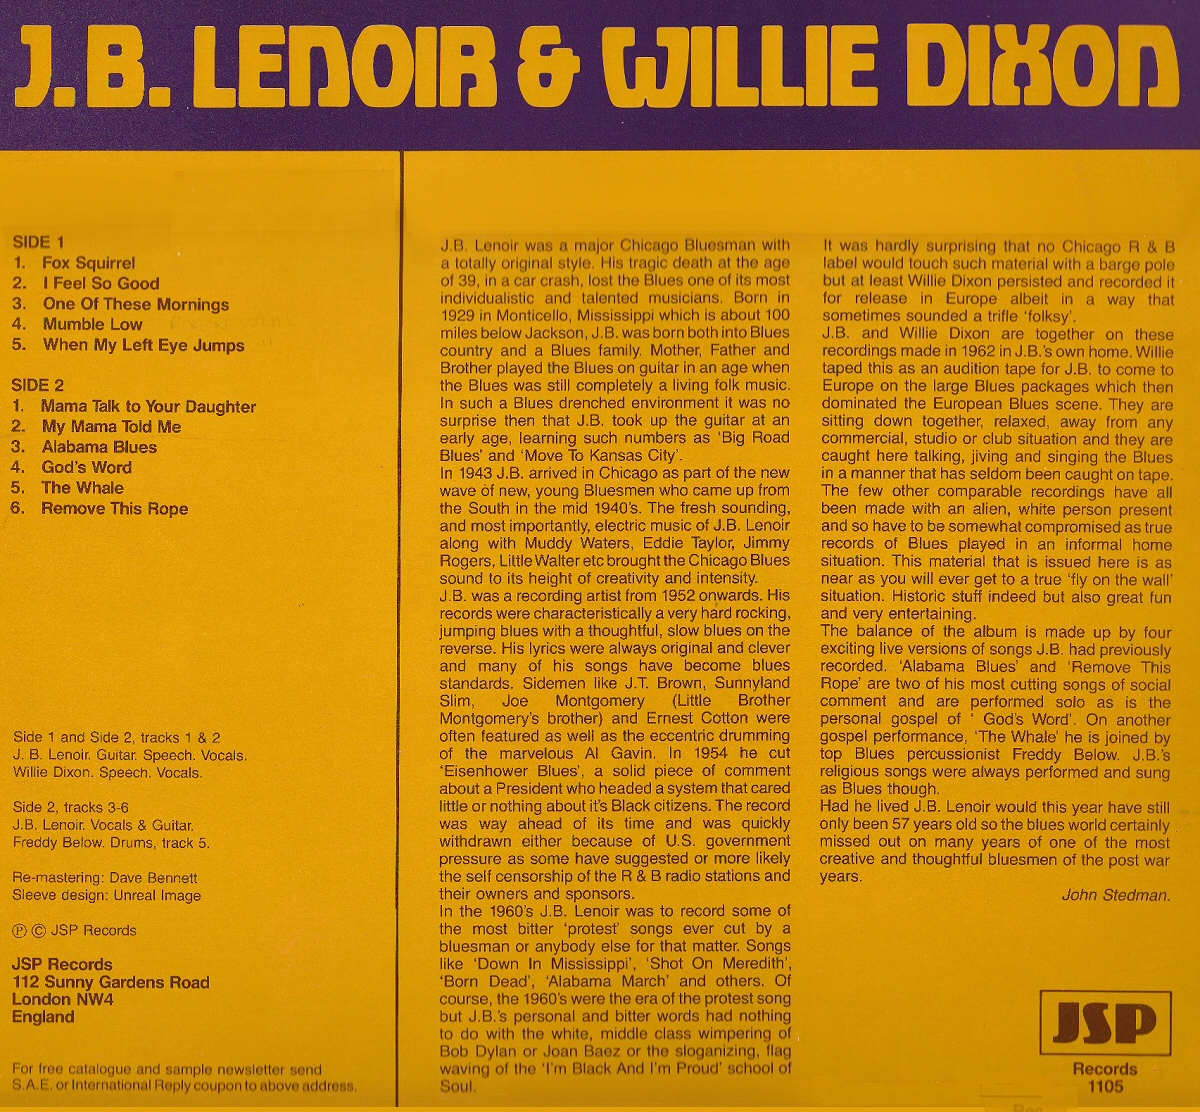 J.B. LENOIR & WILLIE DIXON
SIDE 1
1. Fox Squirrel
2. I Feel So Good
3. One Of These Mornings
4. Mumble Low
5. When My Left Eye Jumps
SIDE 2
1. Mama Talk to Your Daughter
2. My Mama Told Me
3. Alabama Blues
4. God's Word
5. The Whale
6. Remove This Rope
Side 1 and Side 2, tracks 1 & 2
J. B. Lenoir. Guitar. Speech. Vocals.
Willie Dixon. Speech. Vocals.
Side 2, tracks 3-6
J.B. Lenoir. Vocals & Guitar.
Freddy Below. Drums, track 5.
Re-mastering: Dave Bennett
Sleeve design: Unreal Image
℗ © JSP Records
JSP Records
112 Sunny Gardens Road
London NW4
England
For free catalogue and sample newsletter send
S.A.E. or International Reply coupon to above address.
J.B. Lenoir was a major Chicago Bluesman with
a totally original style. His tragic death at the age
of 39, in a car crash, lost the Blues one of its most
individualistic and talented musicians. Born in
1929 in Monticello, Mississippi which is about 100
miles below Jackson, J.B. was born both into Blues
country and a Blues family. Mother, Father and
Brother played the Blues on guitar in an age when
the Blues was still completely a living folk music.
In such a Blues drenched environment it was no
surprise then that J.B. took up the guitar at an
early age, learning such numbers as 'Big Road
Blues' and 'Move To Kansas City'.
In 1943 J.B. arrived in Chicago as part of the new
wave of new, young Bluesmen who came up from
the South in the mid 1940's. The fresh sounding,
and most importantly, electric music of J.B. Lenoir
along with Muddy Waters, Eddie Taylor, Jimmy
Rogers, Little Walter etc brought the Chicago Blues
sound to its height of creativity and intensity.
J.B. was a recording artist from 1952 onwards. His
records were characteristically a very hard rocking,
jumping blues with a thoughtful, slow blues on the
reverse. His lyrics were always original and clever
and many of his songs have become blues
standards. Sidemen like J.T. Brown, Sunnyland
Slim, Joe Montgomery (Little Brother
Montgomery's brother) and Ernest Cotton were
often featured as well as the eccentric drumming
of the marvelous Al Gavin. In 1954 he cut
'Eisenhower Blues', a solid piece of comment
about a President who headed a system that cared
little or nothing about it's Black citizens. The record
was way ahead of its time and was quickly
withdrawn either because of U.S. government
pressure as some have suggested or more likely
the self censorship of the R & B radio stations and
their owners and sponsors.
In the 1960's J.B. Lenoir was to record some of
the most bitter 'protest' songs ever cut by a
bluesman or anybody else for that matter. Songs
like 'Down In Mississippi', 'Shot On Meredith',
'Born Dead', 'Alabama March' and others. Of
course, the 1960's were the era of the protest song
but J.B.'s personal and bitter words had nothing
to do with the white, middle class wimpering of
Bob Dylan or Joan Baez or the sloganizing, flag
waving of the 'I'm Black And I'm Proud' school of
Soul.
It was hardly surprising that no Chicago R & B
label would touch such material with a barge pole
but at least Willie Dixon persisted and recorded it
for release in Europe albeit in a way that
sometimes sounded a trifle 'folksy'.
J.B. and Willie Dixon are together on these
recordings made in 1962 in J.B.'s own home. Willie
taped this as an audition tape for J.B. to come to
Europe on the large Blues packages which then
dominated the European Blues scene. They are
sitting down together, relaxed, away from any
commercial, studio or club situation and they are
caught here talking, jiving and singing the Blues
in a manner that has seldom been caught on tape.
The few other comparable recordings have all
been made with an alien, white person present
and so have to be somewhat compromised as true
records of Blues played in an informal home
situation. This material that is issued here is as
near as you will ever get to a true 'fly on the wall'
situation. Historic stuff indeed but also great fun
and very entertaining.
The balance of the album is made up by four
exciting live versions of songs J.B. had previously
recorded. 'Alabama Blues' and 'Remove This
Rope' are two of his most cutting songs of social
comment and are performed solo as is the
personal gospel of ' God's Word'. On another
gospel performance, 'The Whale' he is joined by
top Blues percussionist Freddy Below. J.B.'s
religious songs were always performed and sung
as Blues though.
Had he lived J.B. Lenoir would this year have still
only been 57 years old so the blues world certainly
missed out on many years of one of the most
creative and thoughtful bluesmen of the post war
years.
John Stedman.
JSP
Records
1105